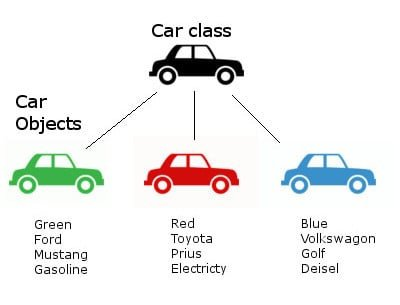 Car class
Car
Objects
Green
Ford
Mustang
Gasoline
Red
Toyota
Prius
Electricty
Blue
Volkswagon
Golf
Deisel